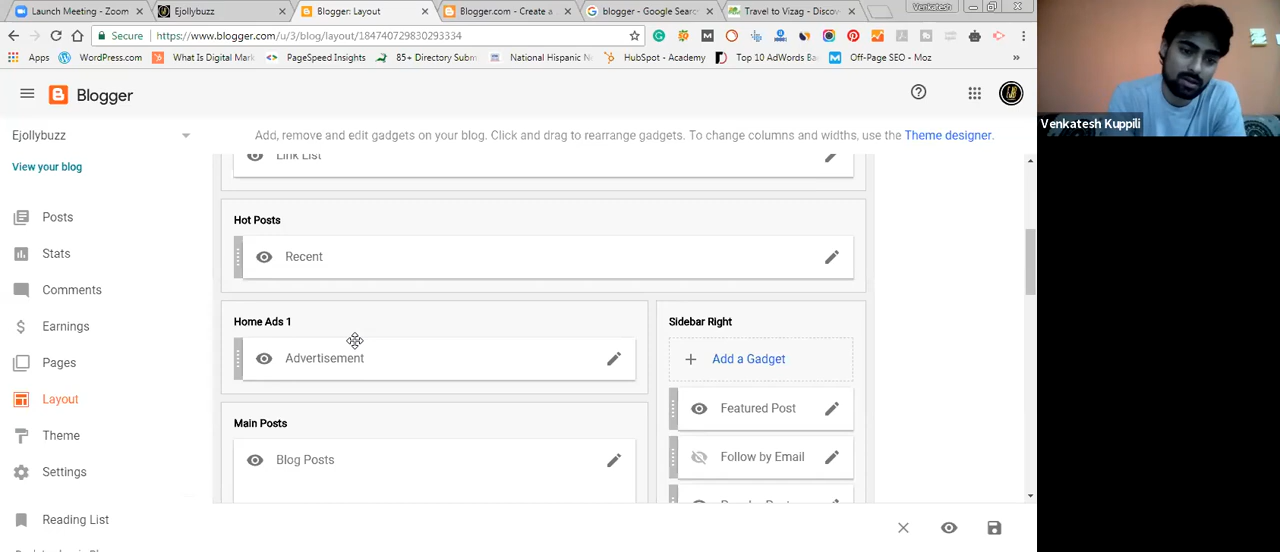 Launch Meeting - Zoom
Ejollybuzz
Blogger: Layout
Blogger.com - Create a
blogger - Google Searc
Travel to Vizag - Discov
Venkatesh
Secure
https://www.blogger.com/u/3/blog/layout/184740729830293334
Apps
WordPress.com
What Is Digital Mark
PageSpeed Insights
85+ Directory Subm
National Hispanic Ne
HubSpot - Academy
Top 10 AdWords Ba
Off-Page SEO - Moz
»
Blogger
Venkatesh Kuppili
Ejollybuzz
Add, remove and edit gadgets on your blog. Click and drag to rearrange gadgets. To change columns and widths, use the Theme designer.
View your blog
Link List
Posts
Hot Posts
Stats
Recent
Comments
Earnings
Home Ads 1
Sidebar Right
Pages
Advertisement
Add a Gadget
Layout
Featured Post
Main Posts
Theme
Blog Posts
Follow by Email
Settings
Reading List